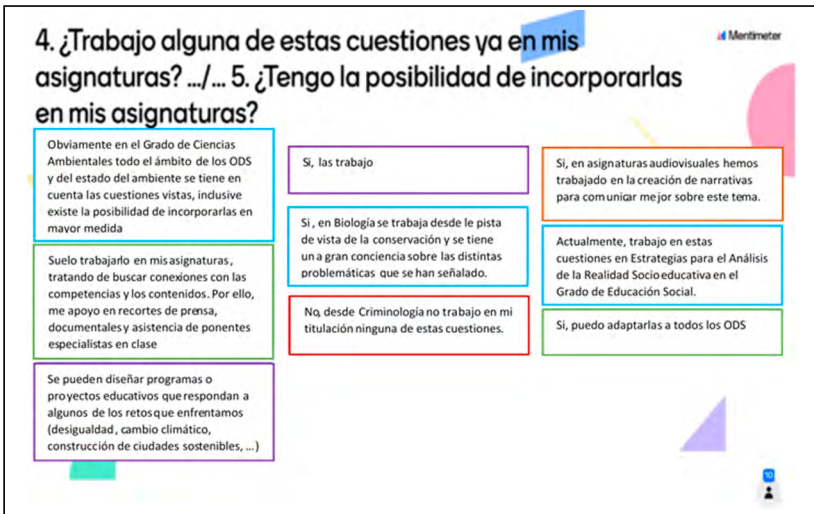 4. ¿Trabajo alguna de estas cuestiones ya en mis
asignaturas? .../... 5. ¿Tengo la posibilidad de incorporarlas
en mis asignaturas?
Mentimeter
Obviamente en el Grado de Ciencias
Ambientales todo el ámbito de los ODS
y del estado del ambiente se tiene en
cuenta las cuestiones vistas, inclusive
existe la posibilidad de incorporarlas en
mayor medida
Suelo trabajarlo en mis asignaturas,
tratando de buscar conexiones con las
competencias y los contenidos. Por ello,
me apoyo en recortes de prensa,
documentales y asistencia de ponentes
especialistas en clase
Se pueden diseñar programas o
proyectos educativos que respondan a
algunos de los retos que enfrentamos
(desigualdad, cambio climático,
construcción de ciudades sostenibles, ...)
Si, las trabajo
Si, en Biología se trabaja desde le pista
de vista de la conservación y se tiene
una gran conciencia sobre las distintas
problemáticas que se han señalado.
No, desde Criminología no trabajo en mi
titulación ninguna de estas cuestiones.
Si, en asignaturas audiovisuales hemos
trabajado en la creación de narrativas
para comunicar mejor sobre este tema.
Actualmente, trabajo en estas
cuestiones en Estrategias para el Análisis
de la Realidad Socioeducativa en el
Grado de Educación Social.
Si, puedo adaptarlas a todos los ODS
10